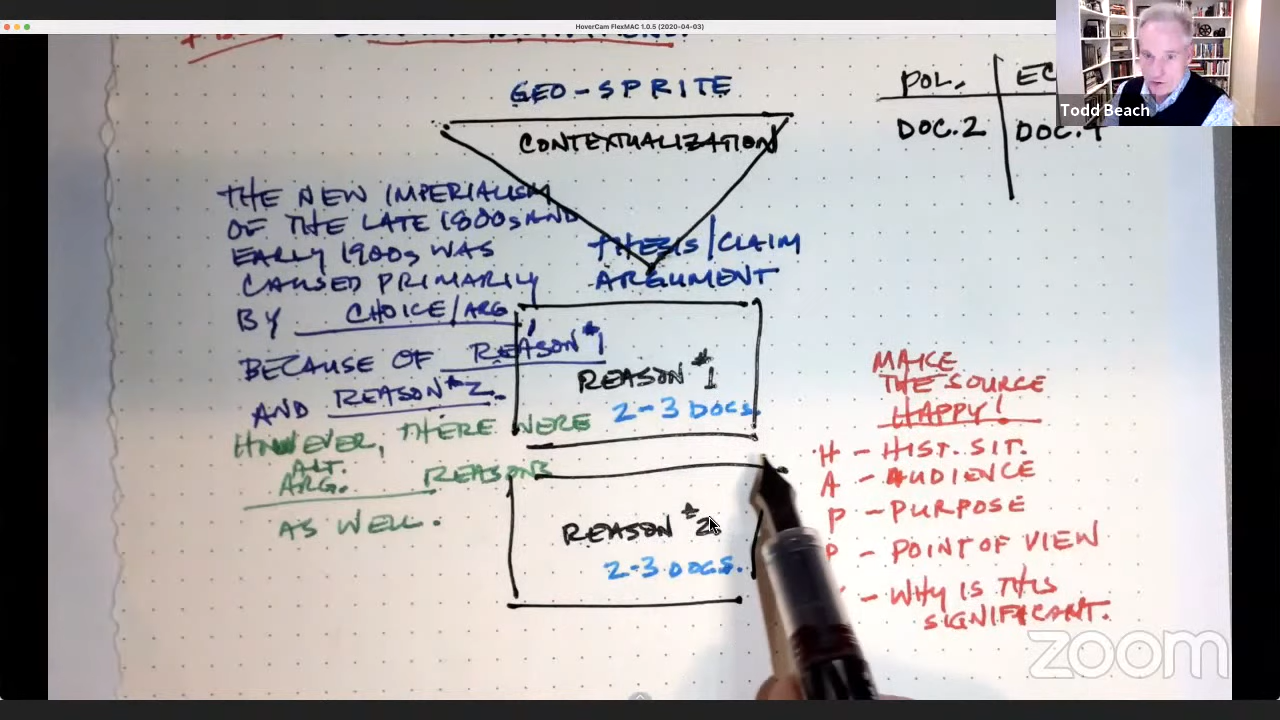 HoverCam FlexMAC 1.0.5 (2020-04-03)
GEO-SPRITE
CONTEXTUALIZATION
POL. EC
DOC.2 DOC.4
Todd Beach
THE NEW IMPERIALISM
OF THE LATE 1800s AND
EARLY 1900s WAS
CAUSED PRIMARILY
BY CHOICE/ARG
BECAUSE OF REASON #1
AND REASON #2.
HOWEVER, THERE WERE
ALT.
ARG. REASONS
AS WELL.
THESIS/CLAIM
ARGUMENT
REASON #1
2-3 DOCS.
REASON #2
2-3 DOCS.
MAKE
THE SOURCE
HAPPY!
H - HIST. SIT.
A - AUDIENCE
P - PURPOSE
P - POINT OF VIEW
- WHY IS THIS
SIGNIFICANT.
zoom